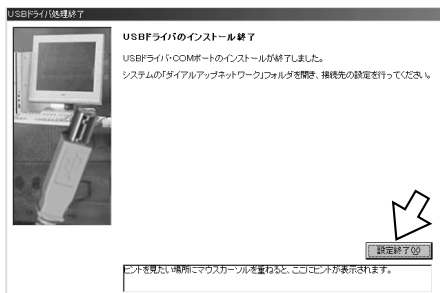 USBドライバ処理終了
USBドライバのインストール終了
USBドライバ・COMポートのインストールが終了しました。
システムの「ダイアルアップネットワーク」フォルダを開き、接続先の設定を行ってください。
設定終了(X)
ヒントを見たい場所にマウスカーソルを重ねると、ここにヒントが表示されます。